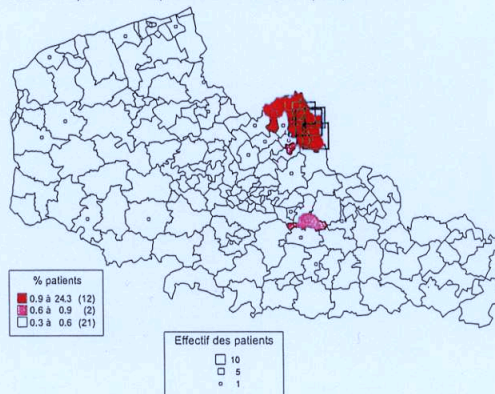 % patients
0.9 à 24.3 (12)
0.6 à 0.9 (2)
0.3 à 0.6 (21)
Effectif des patients
10
5
1